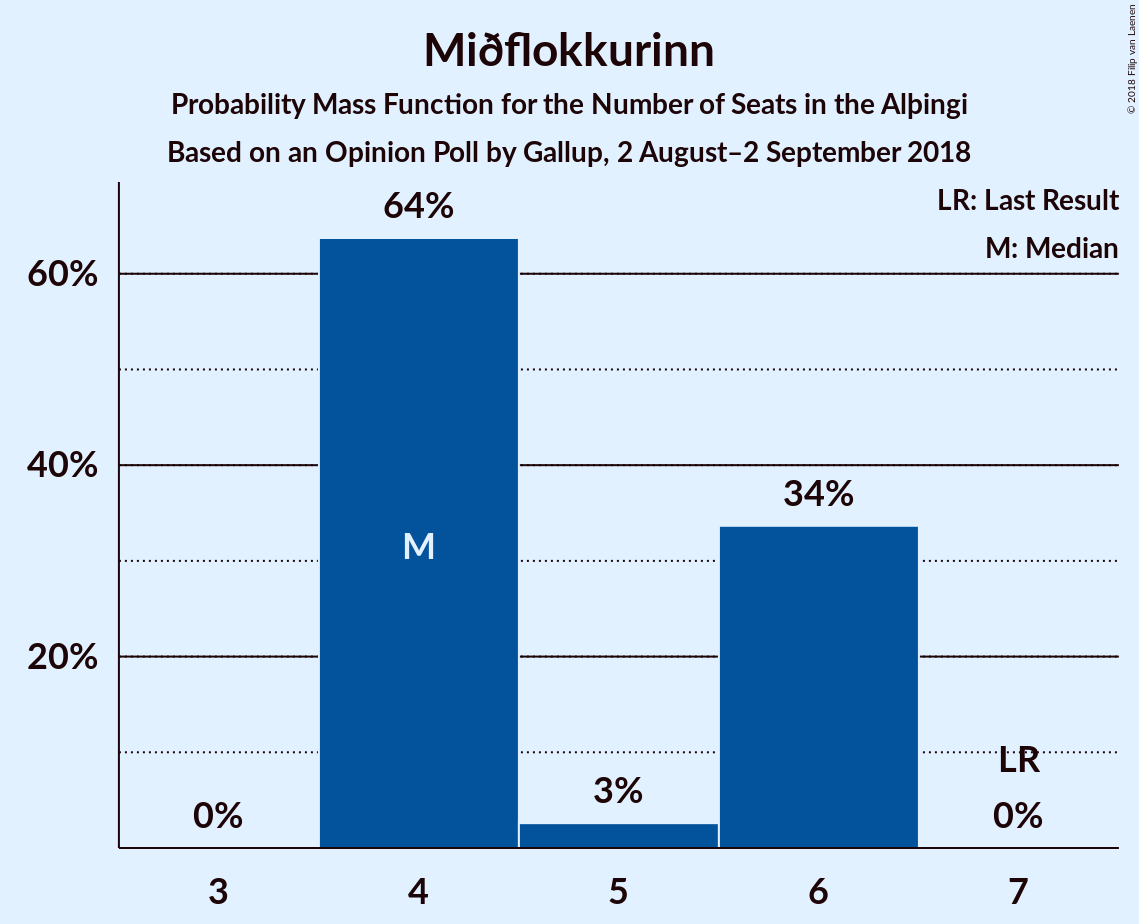 Miðflokkurinn
Probability Mass Function for the Number of Seats in the Alþingi
Based on an Opinion Poll by Gallup, 2 August–2 September 2018
© 2018 Filip van Laenen
LR: Last Result
M: Median
60%
40%
20%
0%
64%
M
3%
34%
LR
0%
3
4
5
6
7